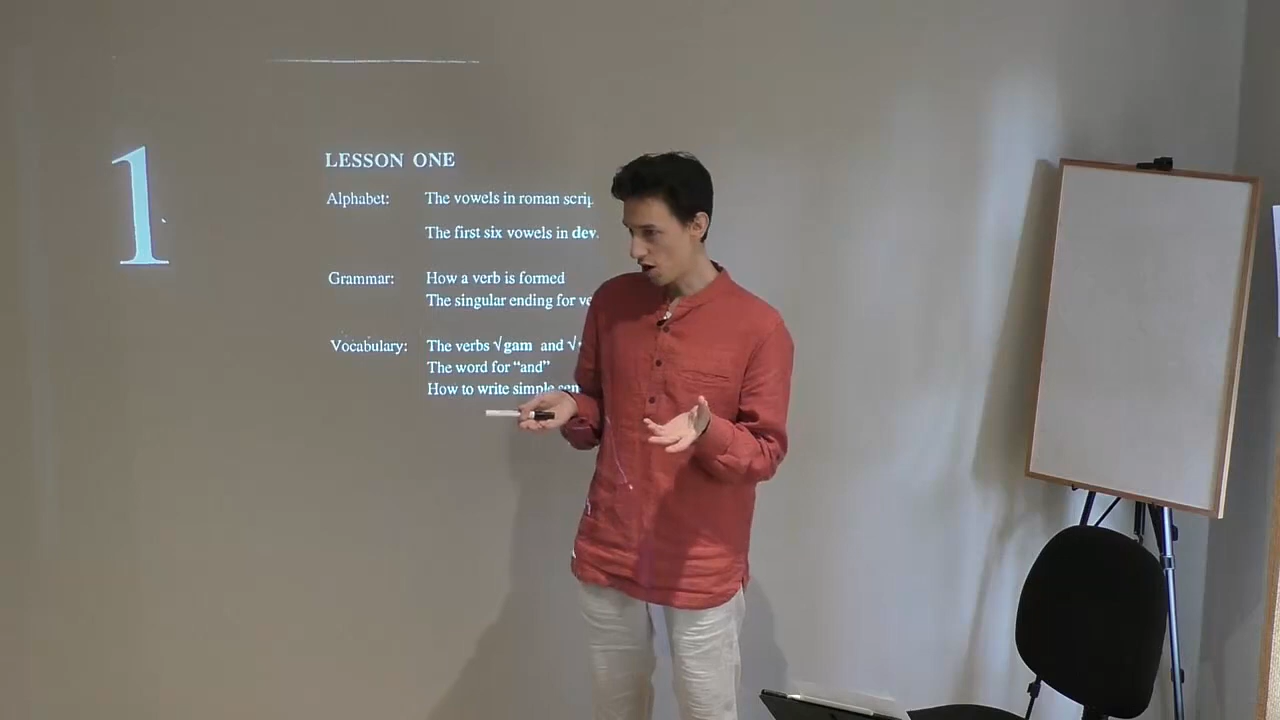 1
LESSON ONE
Alphabet: The vowels in roman
The first six vowels in
Grammar: How a verb is formed
The singular ending for
Vocabulary: The verbs √gam and
The word for “and”
How to write simple